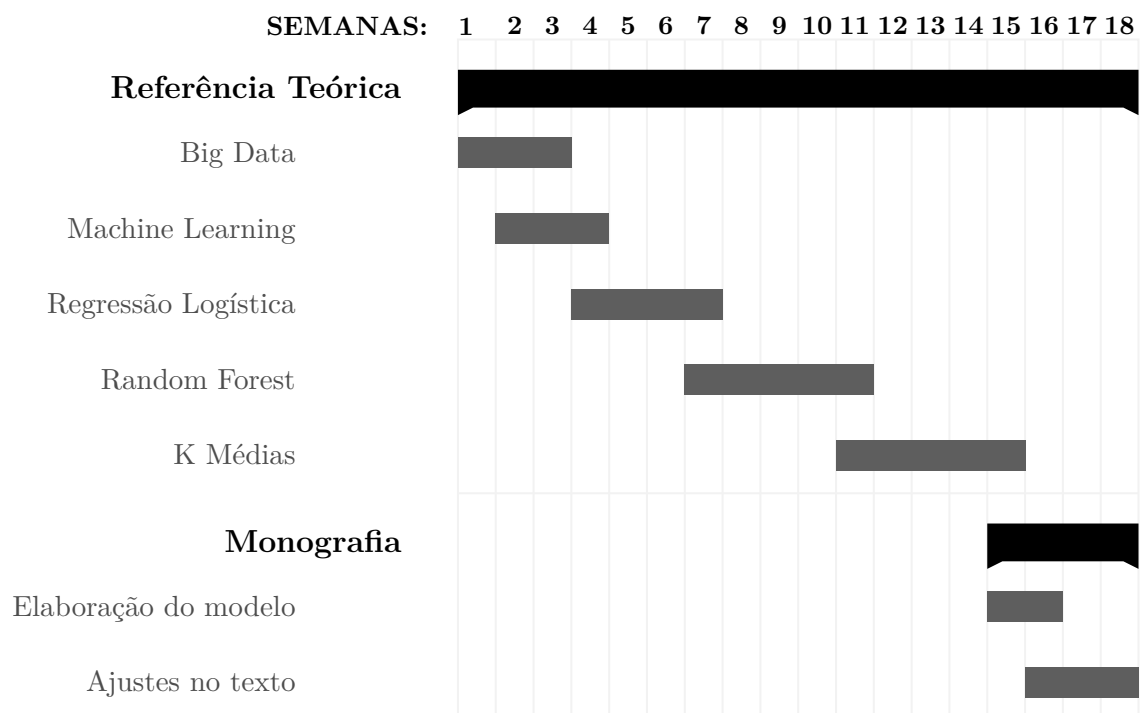 SEMANAS: 1 2 3 4 5 6 7 8 9 10 11 12 13 14 15 16 17 18
Referência Teórica
Big Data
Machine Learning
Regressão Logística
Random Forest
K Médias
Monografia
Elaboração do modelo
Ajustes no texto